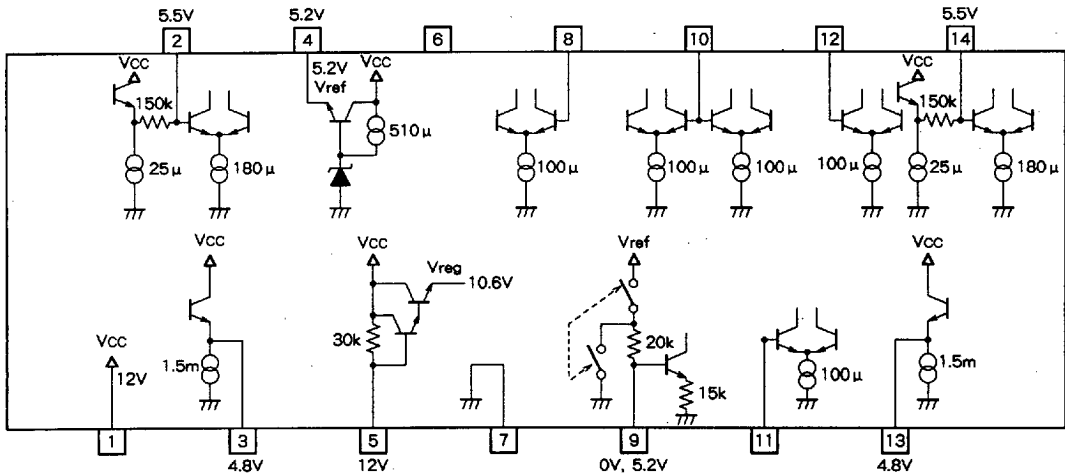 5.5V 5.2V 5.5V
2 4 6 8 10 12 14
VCC 5.2V VCC VCC
Vref
150k 510μ 150k
25μ 180μ 100μ 100μ 100μ 100μ 25μ 180μ
VCC VCC Vref VCC
Vreg 10.6V
VCC 30k 20k
12V 1.5m 15k 100μ 1.5m
1 3 5 7 9 11 13
4.8V 12V 0V, 5.2V 4.8V